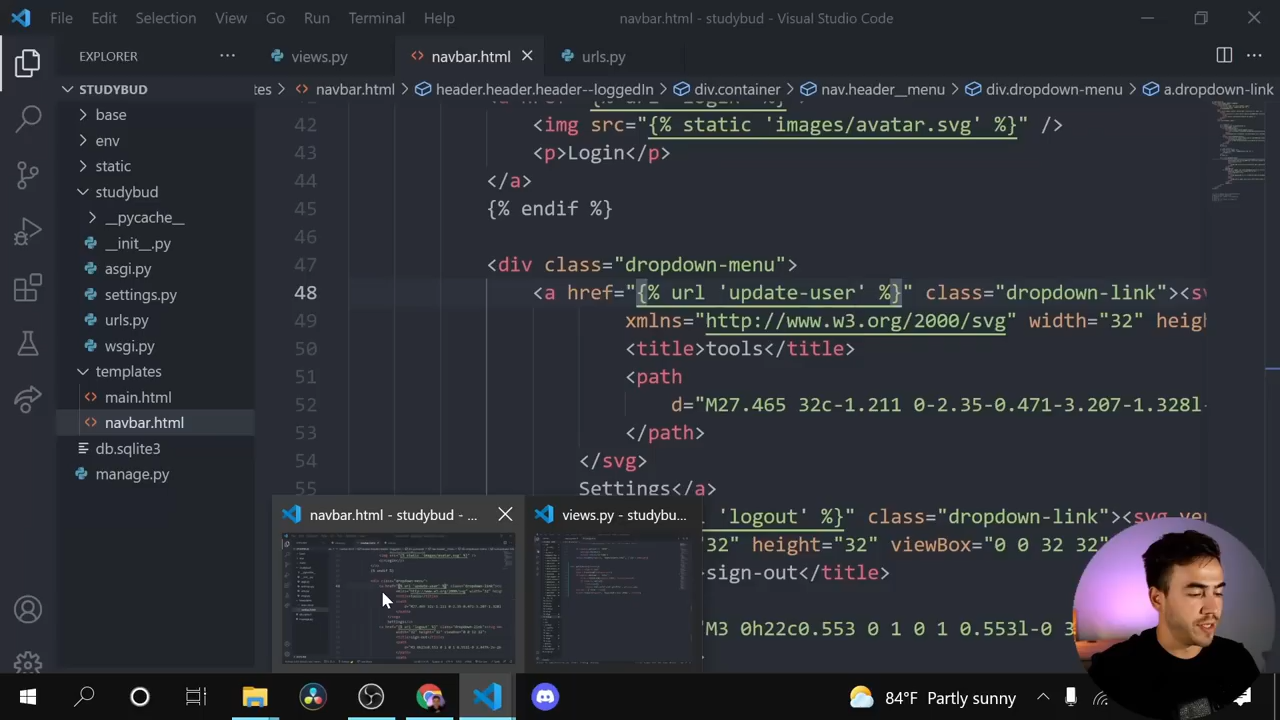 File Edit Selection View Go Run Terminal Help navbar.html - studybud - Visual Studio Code
EXPLORER views.py navbar.html urls.py
STUDYBUD
tes > navbar.html > header.header.header--loggedIn > div.container > nav.header__menu > div.dropdown-menu > a.dropdown-link
base
env
static
studybud
__pycache__
__init__.py
asgi.py
settings.py
urls.py
wsgi.py
templates
main.html
navbar.html
db.sqlite3
manage.py
42 <img src="{% static 'images/avatar.svg' %}" />
43 <p>Login</p>
44 </a>
45 {% endif %}
46
47 <div class="dropdown-menu">
48 <a href="{% url 'update-user' %}" class="dropdown-link"><sv
49 xmlns="http://www.w3.org/2000/svg" width="32" heigh
50 <title>tools</title>
51 <path
52 d="M27.465 32c-1.211 0-2.35-0.471-3.207-1.328l-
53 </path>
54 </svg>
55 Settings</a>
'logout' %}" class="dropdown-link"><svg ver
"32" height="32" viewBox="0 0 32 32"
sign-out</title>
"M3 0h22c0.553 0 1 0 1 0.553l-0 3
navbar.html - studybud - ...
views.py - studybu...
84°F Partly sunny